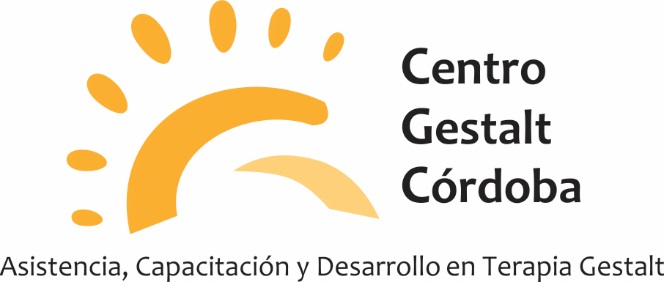 Centro
Gestalt
Córdoba
Asistencia, Capacitación y Desarrollo en Terapia Gestalt